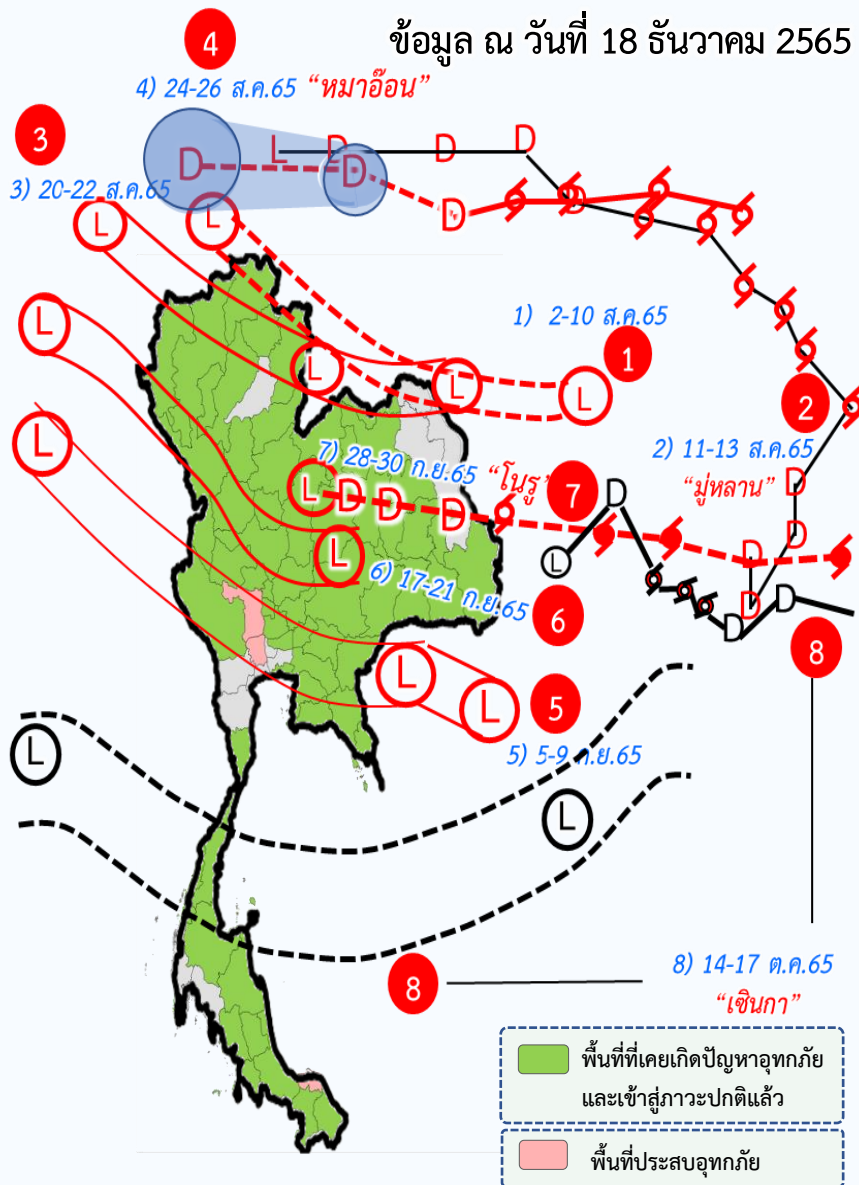 ข้อมูล ณ วันที่ 18 ธันวาคม 2565
4
4) 24-26 ส.ค.65 “หมาอ๊อน”
3
3) 20-22 ส.ค.65
D
L
D
D
D
D
D
D
L
L
1) 2-10 ส.ค.65
1
L
L
L
L
2
2) 11-13 ส.ค.65
“มู่หลาน”
L
7) 28-30 ก.ย.65 “โนรู”
7
L
D
D
D
D
D
D
D
D
D
D
L
L
6) 17-21 ก.ย.65
6
8
L
L
5
5) 5-9 ก.ย.65
L
L
8
8) 14-17 ต.ค.65
“เซินกา”
พื้นที่ที่เคยเกิดปัญหาอุทกภัย
และเข้าสู่ภาวะปกติแล้ว
พื้นที่ประสบอุทกภัย